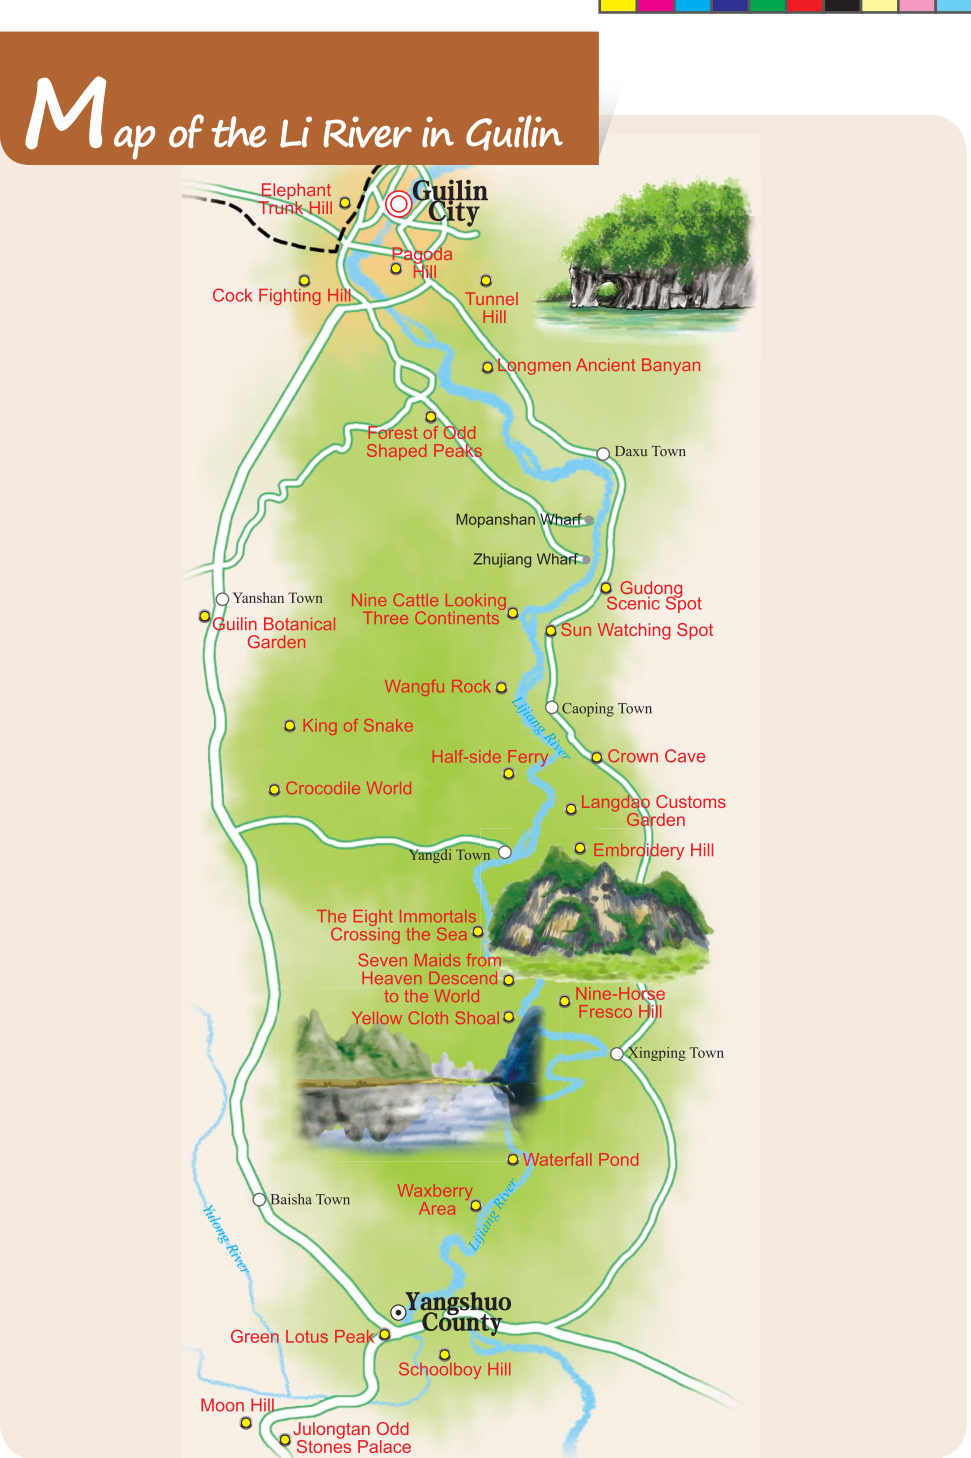 Map of the Li River in Guilin
Elephant
Trunk Hill
Guilin
City
Pagoda
Hill
Cock Fighting Hill
Tunnel
Hill
Longmen Ancient Banyan
Forest of Odd
Shaped Peaks
Daxu Town
Mopanshan Wharf
Zhujiang Wharf
Gudong
Scenic Spot
Yanshan Town
Nine Cattle Looking
Three Continents
Guilin Botanical
Garden
Sun Watching Spot
Wangfu Rock
Lijiang River
Caoping Town
King of Snake
Half-side Ferry
Crown Cave
Crocodile World
Langdao Customs
Garden
Yangdi Town
Embroidery Hill
The Eight Immortals
Crossing the Sea
Seven Maids from
Heaven Descend
to the World
Nine-Horse
Fresco Hill
Yellow Cloth Shoal
Xingping Town
Waterfall Pond
Waxberry
Area
Lijiang River
Baisha Town
Yulong River
Yangshuo
County
Green Lotus Peak
Schoolboy Hill
Moon Hill
Julongtan Odd
Stones Palace